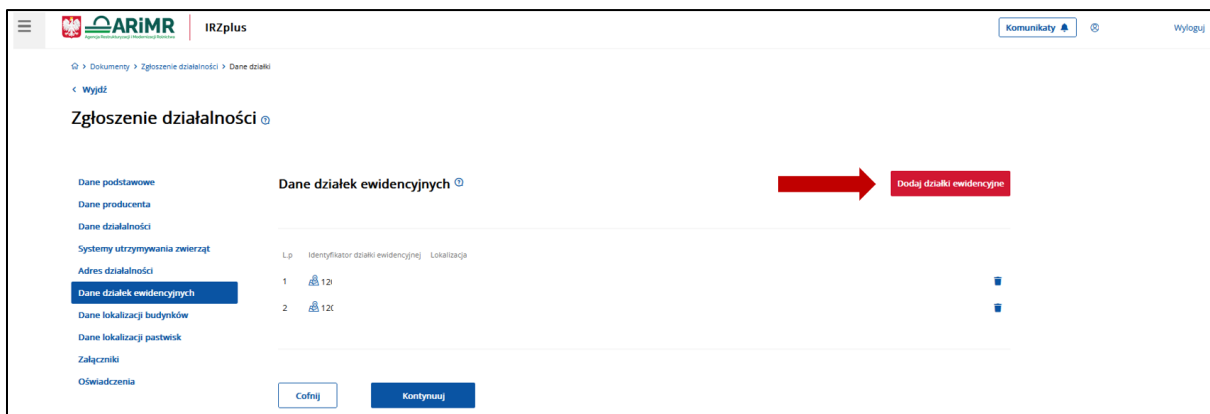 ARiMR
Agencja Restrukturyzacji i Modernizacji Rolnictwa
IRZplus
Komunikaty
Wyloguj
> Dokumenty > Zgłoszenie działalności > Dane działki
< Wyjdź
Zgłoszenie działalności
Dane podstawowe
Dane producenta
Dane działalności
Systemy utrzymywania zwierząt
Adres działalności
Dane działek ewidencyjnych
Dane lokalizacji budynków
Dane lokalizacji pastwisk
Załączniki
Oświadczenia
Dane działek ewidencyjnych
Dodaj działki ewidencyjne
L.p Identyfikator działki ewidencyjnej Lokalizacja
1
2 120
Cofnij Kontynuuj